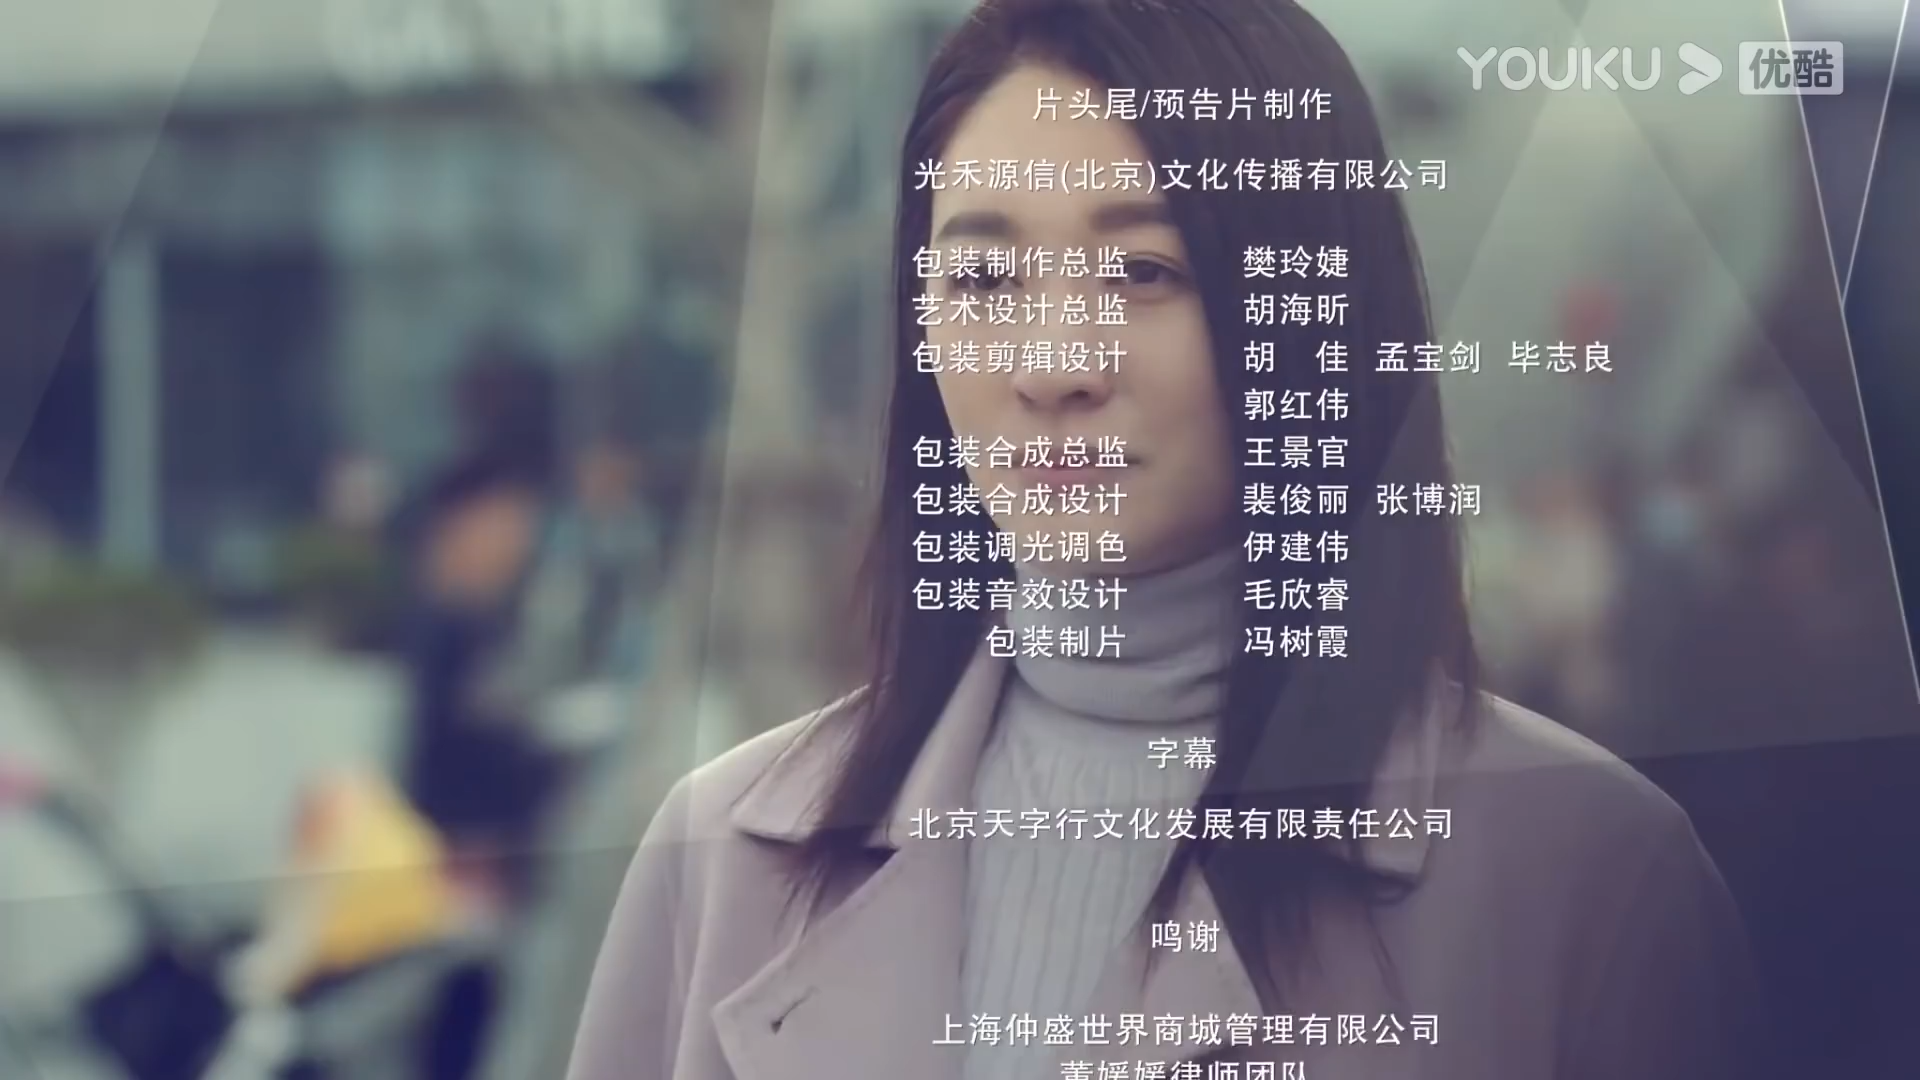 YOUKU 优酷
片头尾/预告片制作
光禾源信(北京)文化传播有限公司
包装制作总监 樊玲婕
艺术设计总监 胡海昕
包装剪辑设计 胡 佳 孟宝剑 毕志良
郭红伟
包装合成总监 王景官
包装合成设计 裴俊丽 张博润
包装调光调色 伊建伟
包装音效设计 毛欣睿
包装制片 冯树霞
字幕
北京天字行文化发展有限责任公司
鸣谢
上海仲盛世界商城管理有限公司
董媛媛律师团队